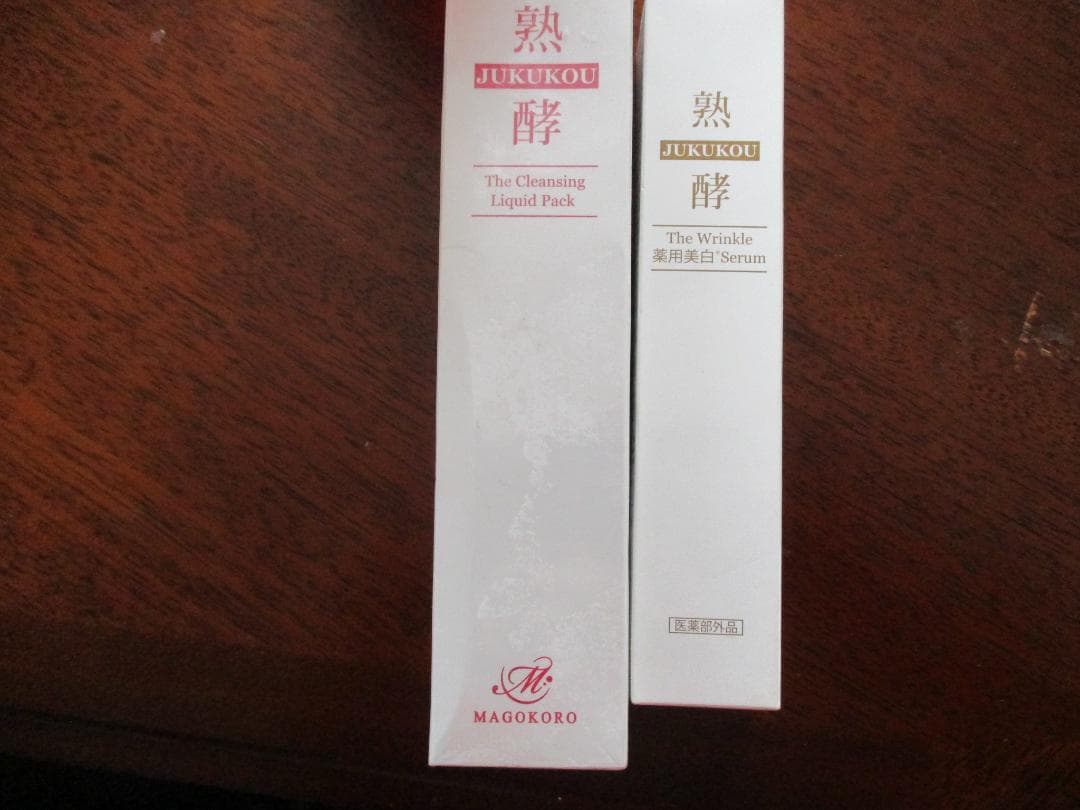 熟
JUKUKOU
酵
The Cleansing
Liquid Pack
M
MAGOKORO
熟
JUKUKOU
酵
The Wrinkle
薬用美白*Serum
医薬部外品